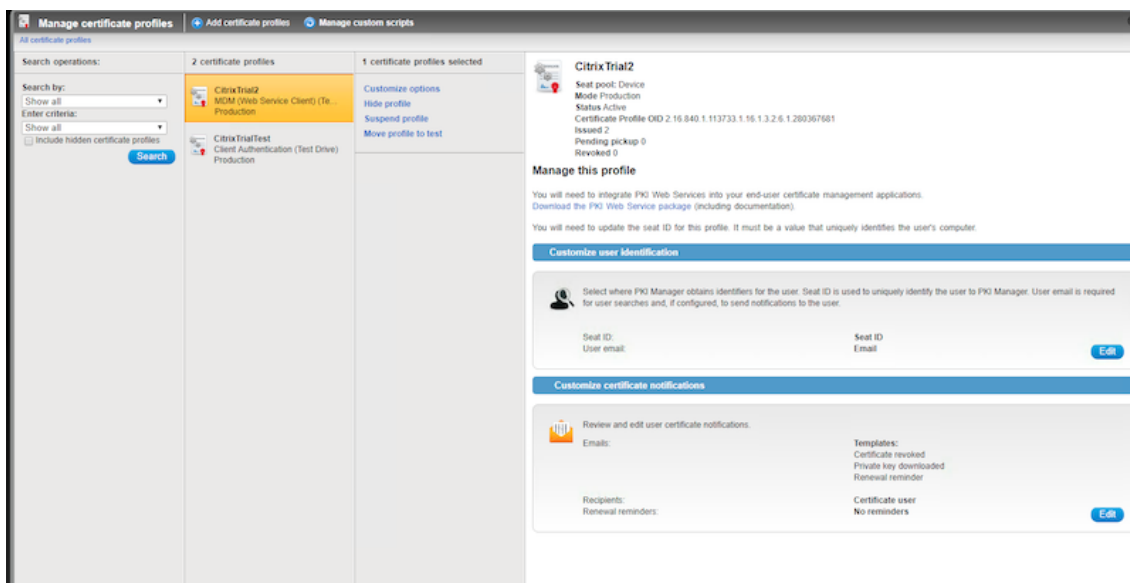 Manage certificate profiles
Add certificate profiles
Manage custom scripts
All certificate profiles
Search operations:
Search by:
Show all
Enter criteria:
Show all
Include hidden certificate profiles
Search
2 certificate profiles
CitrixTrial2
MDM (Web Service Client) (Te...
Production
CitrixTrialTest
Client Authentication (Test Drive)
Production
1 certificate profiles selected
Customize options
Hide profile
Suspend profile
Move profile to test
CitrixTrial2
Seat pool: Device
Mode Production
Status Active
Certificate Profile OID 2.16.840.1.113733.1.16.1.3.2.6.1.280367681
Issued 2
Pending pickup 0
Revoked 0
Manage this profile
You will need to integrate PKI Web Services into your end-user certificate management applications.
Download the PKI Web Service package (including documentation).
You will need to update the seat ID for this profile. It must be a value that uniquely identifies the user's computer.
Customize user identification
Select where PKI Manager obtains identifiers for the user. Seat ID is used to uniquely identify the user to PKI Manager. User email is required
for user searches and, if configured, to send notifications to the user.
Seat ID: Seat ID
User email: Email
Edit
Customize certificate notifications
Review and edit user certificate notifications.
Emails: Templates:
Certificate revoked
Private key downloaded
Renewal reminder
Recipients: Certificate user
Renewal reminders: No reminders
Edit